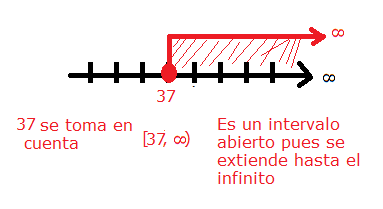 ∞
∞
37
37 se toma en
cuenta
[37, ∞)
Es un intervalo
abierto pues se
extiende hasta el
infinito